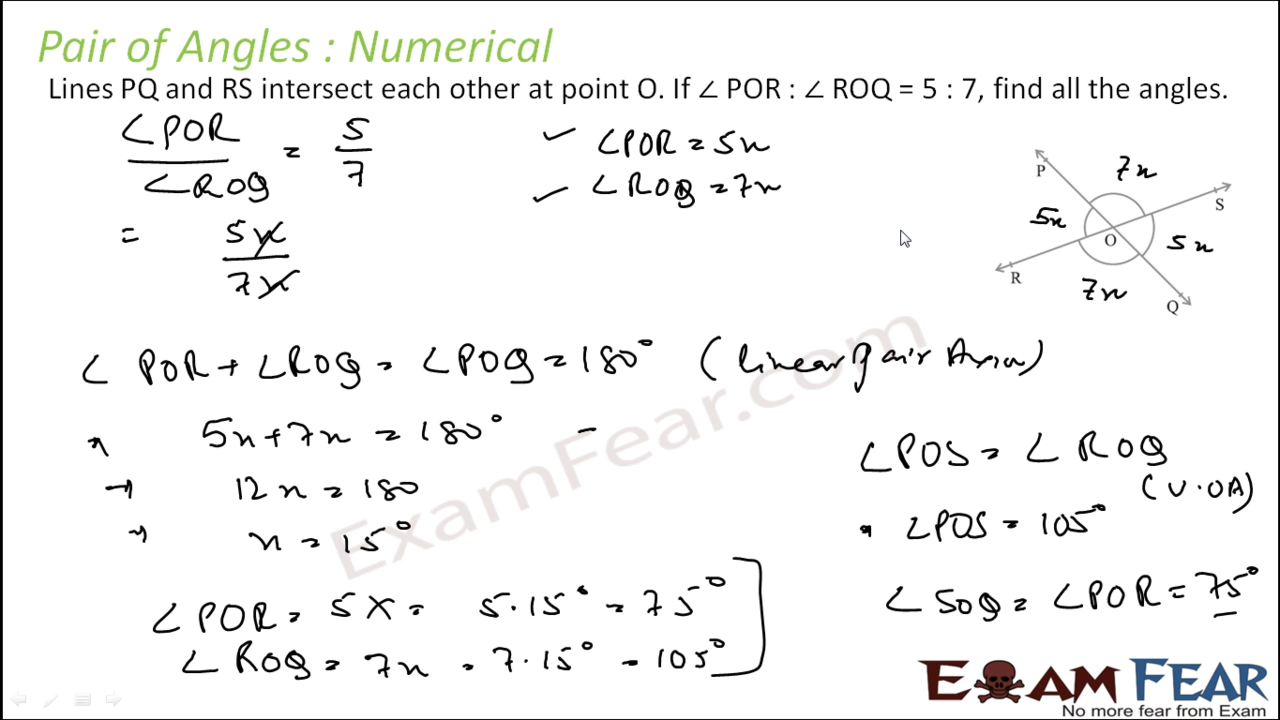 Pair of Angles : Numerical
Lines PQ and RS intersect each other at point O. If ∠ POR : ∠ ROQ = 5 : 7, find all the angles.
∠POR / ∠ROQ = 5/7
= 5x/7x
∠POR = 5x
∠ROQ = 7x
P
7x
S
5x
O
5x
R
7x
Q
∠ POR + ∠ROQ = ∠POQ = 180° (linear pair Axiom)
5x + 7x = 180°
→ 12x = 180
→ x = 15°
∠POR = 5x = 5·15° = 75°
∠ROQ = 7x = 7·15° = 105°
∠POS = ∠ROQ
(V·OA)
∠POS = 105°
∠SOQ = ∠POR = 75°
ExamFear.com
EXAM FEAR
No more fear from Exam